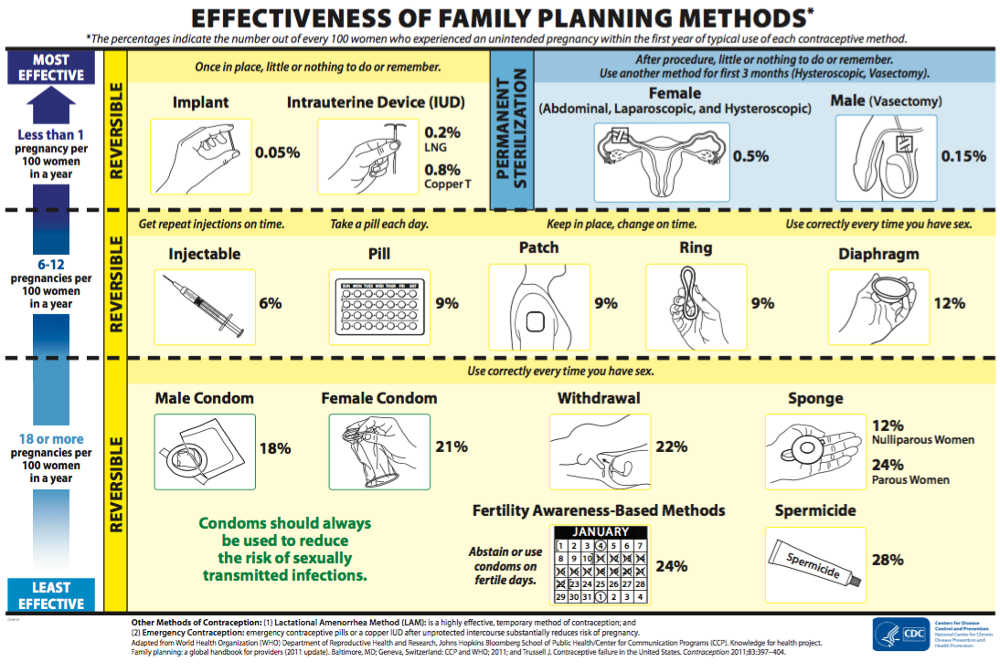 EFFECTIVENESS OF FAMILY PLANNING METHODS*
*The percentages indicate the number out of every 100 women who experienced an unintended pregnancy within the first year of typical use of each contraceptive method.
MOST
EFFECTIVE
Less than 1
pregnancy per
100 women
in a year
6-12
pregnancies per
100 women
in a year
18 or more
pregnancies per
100 women
in a year
LEAST
EFFECTIVE
REVERSIBLE
Once in place, little or nothing to do or remember.
Implant
0.05%
Intrauterine Device (IUD)
0.2%
LNG
0.8%
Copper T
PERMANENT
STERILIZATION
After procedure, little or nothing to do or remember.
Use another method for first 3 months (Hysteroscopic, Vasectomy).
Female
(Abdominal, Laparoscopic, and Hysteroscopic)
0.5%
Male (Vasectomy)
0.15%
REVERSIBLE
Get repeat injections on time.
Injectable
6%
Take a pill each day.
Pill
SUN MON TUES WED THUR FRI SAT
9%
Keep in place, change on time.
Patch
9%
Ring
9%
Use correctly every time you have sex.
Diaphragm
12%
REVERSIBLE
Use correctly every time you have sex.
Male Condom
18%
Female Condom
21%
Withdrawal
22%
Sponge
12%
Nulliparous Women
24%
Parous Women
Condoms should always
be used to reduce
the risk of sexually
transmitted infections.
Fertility Awareness-Based Methods
Abstain or use
condoms on
fertile days.
JANUARY
1 2 3 4 5 6 7
8 9 10 11 12 13 14
15 16 17 18 19 20 21
22 23 24 25 26 27 28
29 30 31 1 2 3 4
24%
Spermicide
Spermicide
28%
Other Methods of Contraception: (1) Lactational Amenorrhea Method (LAM): is a highly effective, temporary method of contraception; and
(2) Emergency Contraception: emergency contraceptive pills or a copper IUD after unprotected intercourse substantially reduces risk of pregnancy.
Adapted from World Health Organization (WHO) Department of Reproductive Health and Research, Johns Hopkins Bloomberg School of Public Health/Center for Communication Programs (CCP). Knowledge for health project.
Family planning: a global handbook for providers (2011 update). Baltimore, MD; Geneva, Switzerland: CCP and WHO; 2011; and Trussell J. Contraceptive failure in the United States. Contraception 2011;83:397–404.
CDC
Centers for Disease
Control and Prevention
National Center for Chronic
Disease Prevention and
Health Promotion